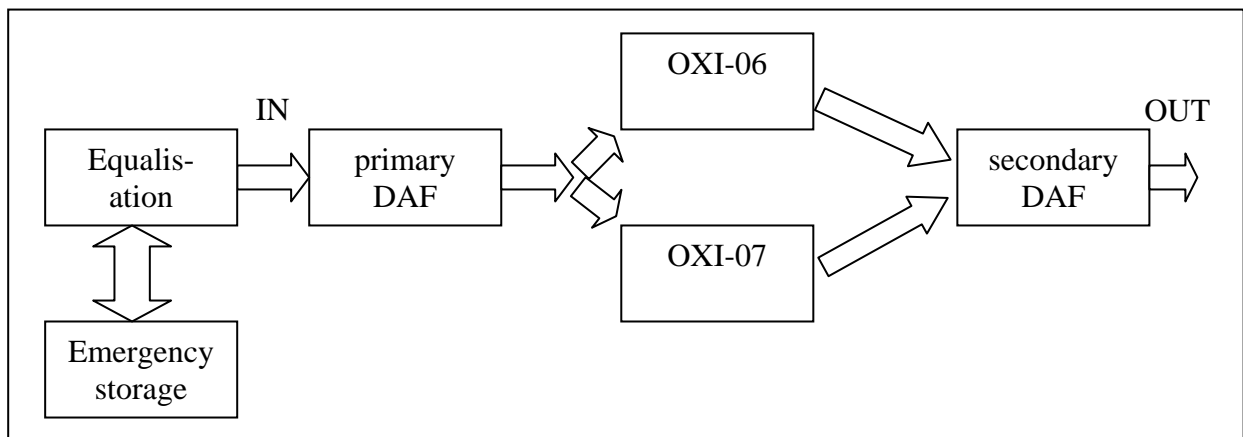 IN
Equalis-
ation
Emergency
storage
primary
DAF
OXI-06
OXI-07
secondary
DAF
OUT